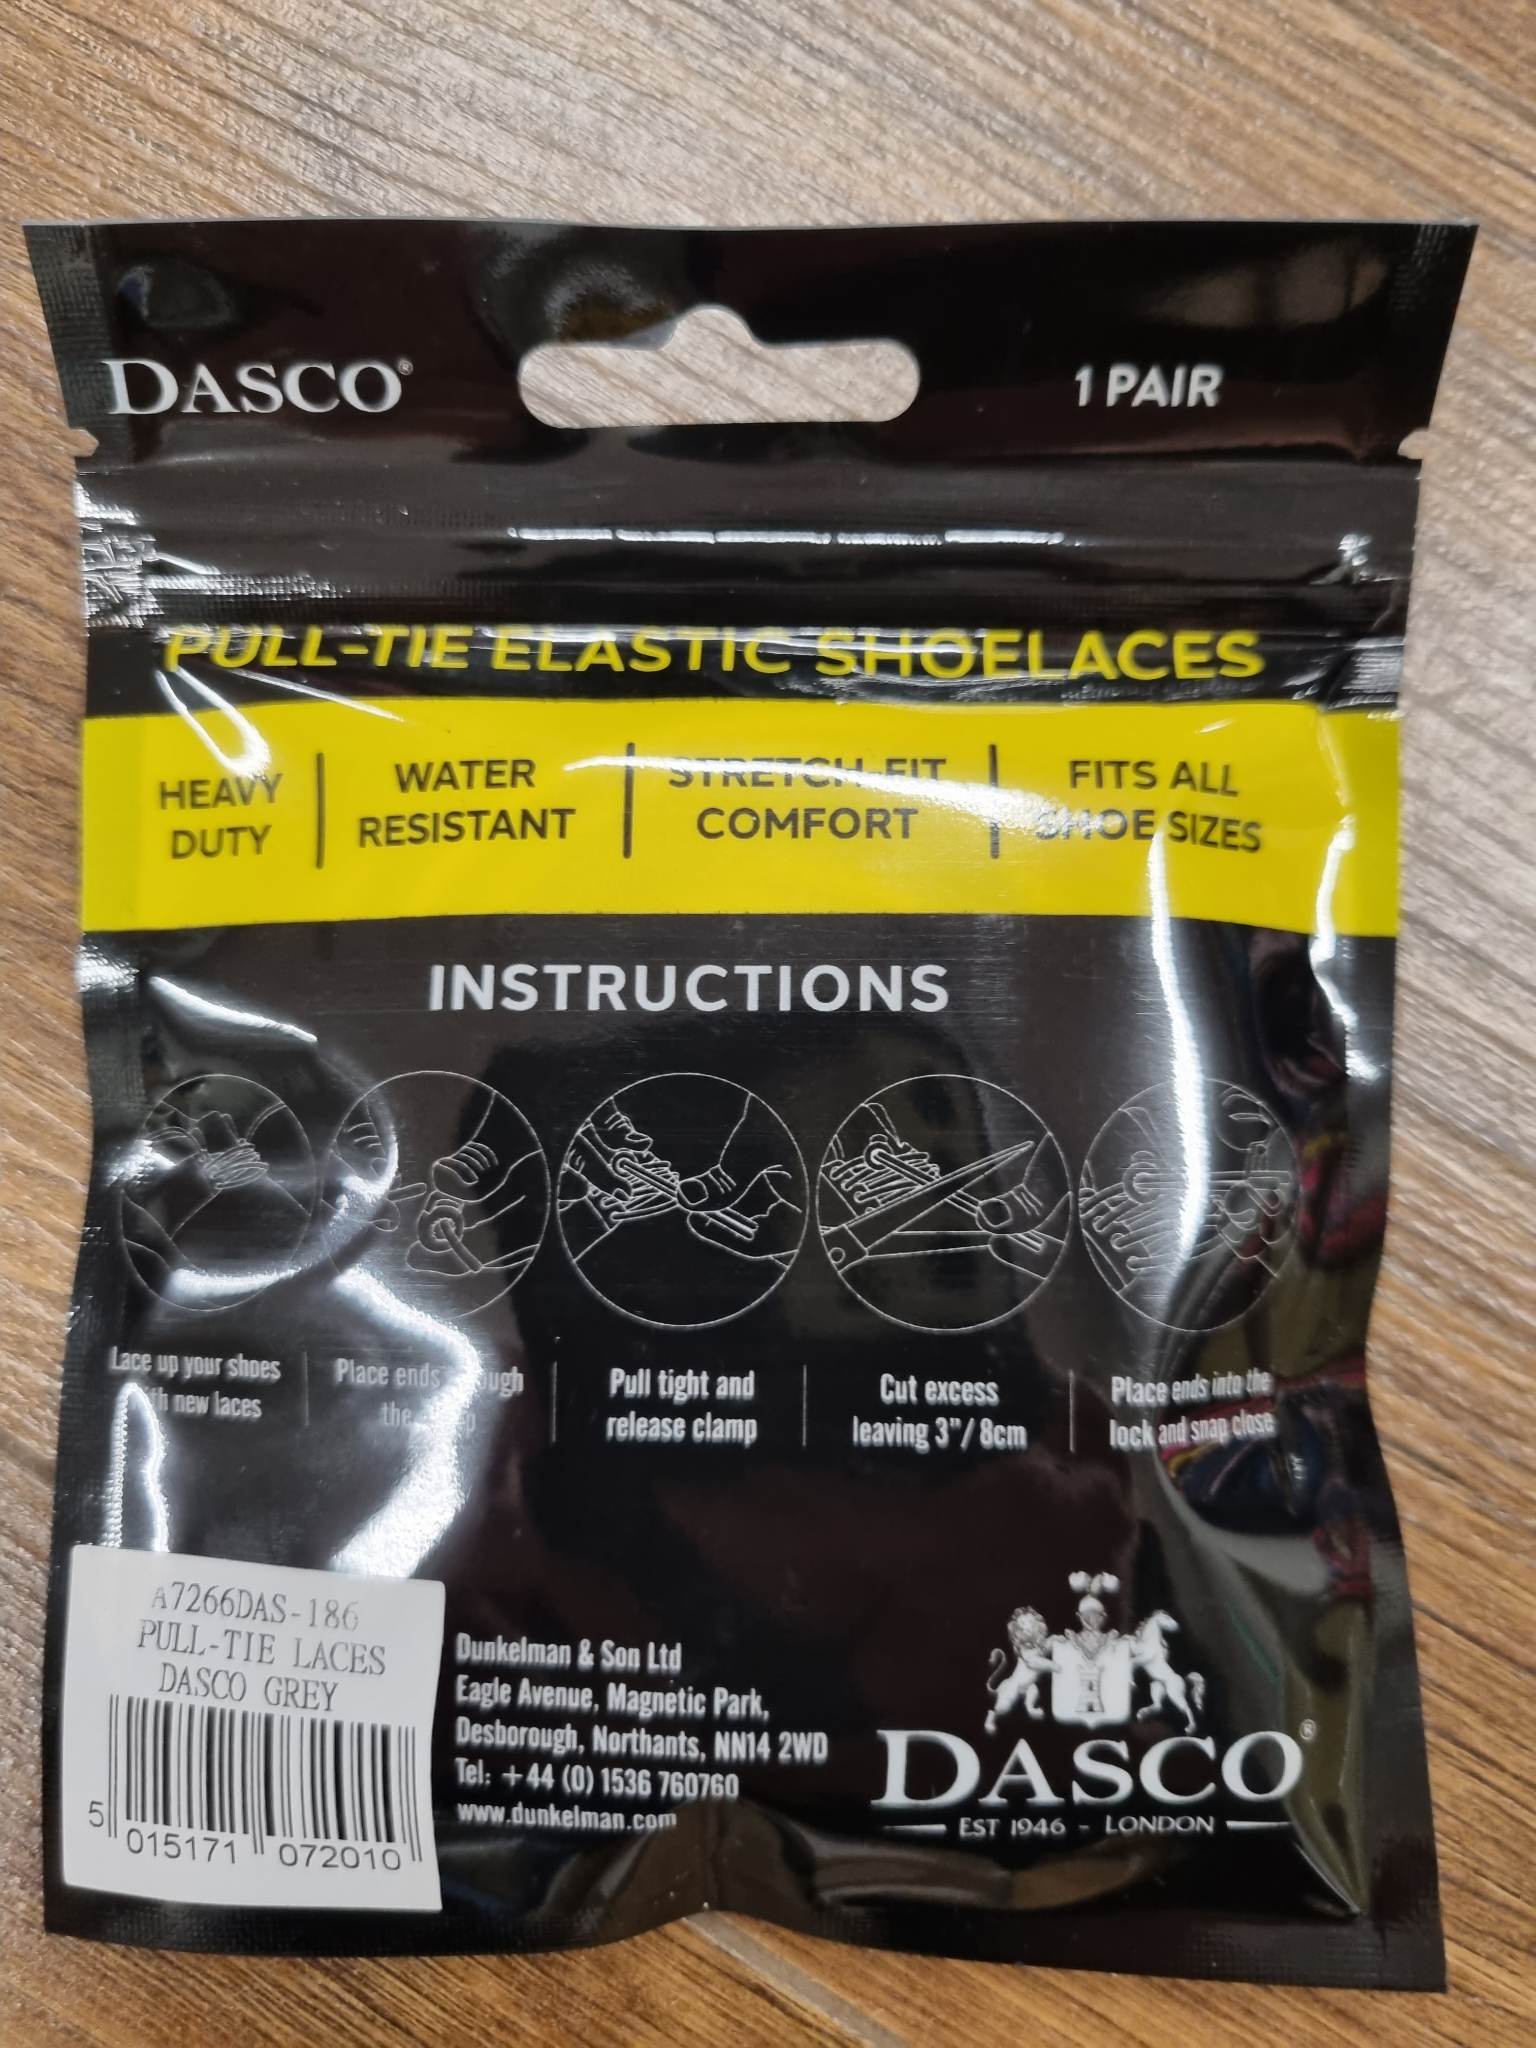 DASCO®
1 PAIR
PULL-TIE ELASTIC SHOELACES
HEAVY
DUTY
WATER
RESISTANT
STRETCH-FIT
COMFORT
FITS ALL
SHOE SIZES
INSTRUCTIONS
Lace up your shoes
with new laces
Place ends
the
Pull tight and
release clamp
Cut excess
leaving 3"/ 8cm
Place ends into the
lock and snap close
A7266DAS-186
PULL-TIE LACES
DASCO GREY
5 015171 072010
Dunkelman & Son Ltd
Eagle Avenue, Magnetic Park,
Desborough, Northants, NN14 2WD
Tel: +44 (0) 1536 760760
www.dunkelman.com
DASCO®
EST 1946 - LONDON